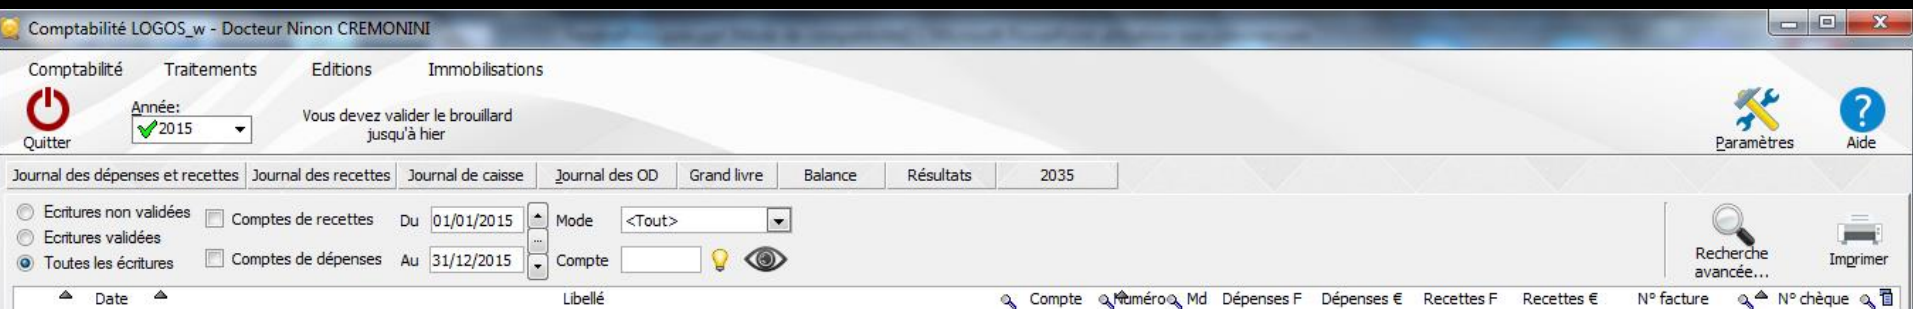 Comptabilité LOGOS_w - Docteur Ninon CREMONINI
Comptabilité Traitements Editions Immobilisations
Quitter
Année:
2015
Vous devez valider le brouillard
jusqu'à hier
Paramètres
Aide
Journal des dépenses et recettes Journal des recettes Journal de caisse Journal des OD Grand livre Balance Résultats 2035
Ecritures non validées
Ecritures validées
Toutes les écritures
Comptes de recettes
Comptes de dépenses
Du 01/01/2015
Au 31/12/2015
...
Mode <Tout>
Compte
Recherche
avancée...
Imprimer
Date Libellé Compte Numéro Md Dépenses F Dépenses € Recettes F Recettes € N° facture N° chèque